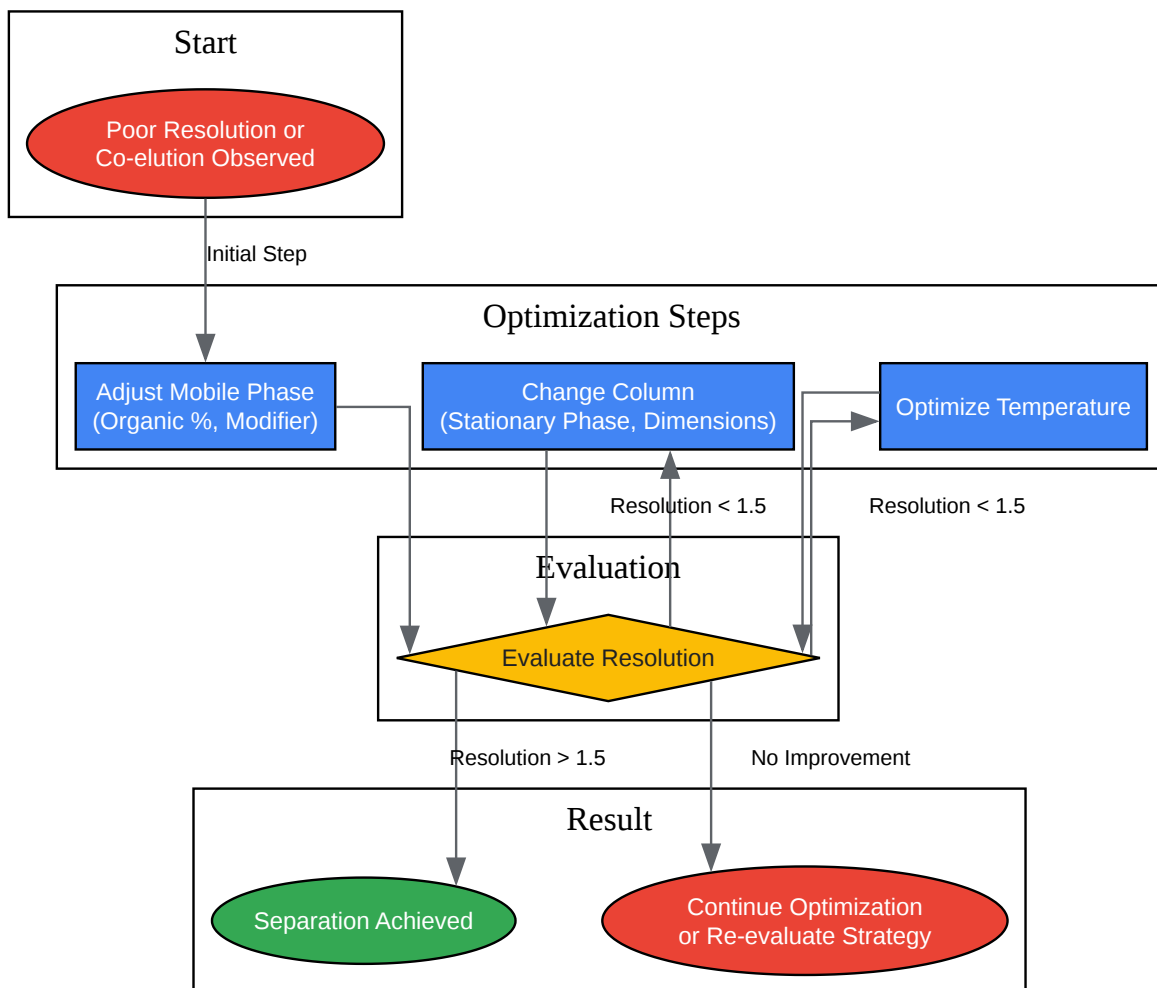 Start
Poor Resolution or
Co-elution Observed
Initial Step
Optimization Steps
Adjust Mobile Phase
(Organic %, Modifier)
Change Column
(Stationary Phase, Dimensions)
Optimize Temperature
Resolution < 1.5
Resolution < 1.5
Evaluation
Evaluate Resolution
Resolution > 1.5
No Improvement
Result
Separation Achieved
Continue Optimization
or Re-evaluate Strategy